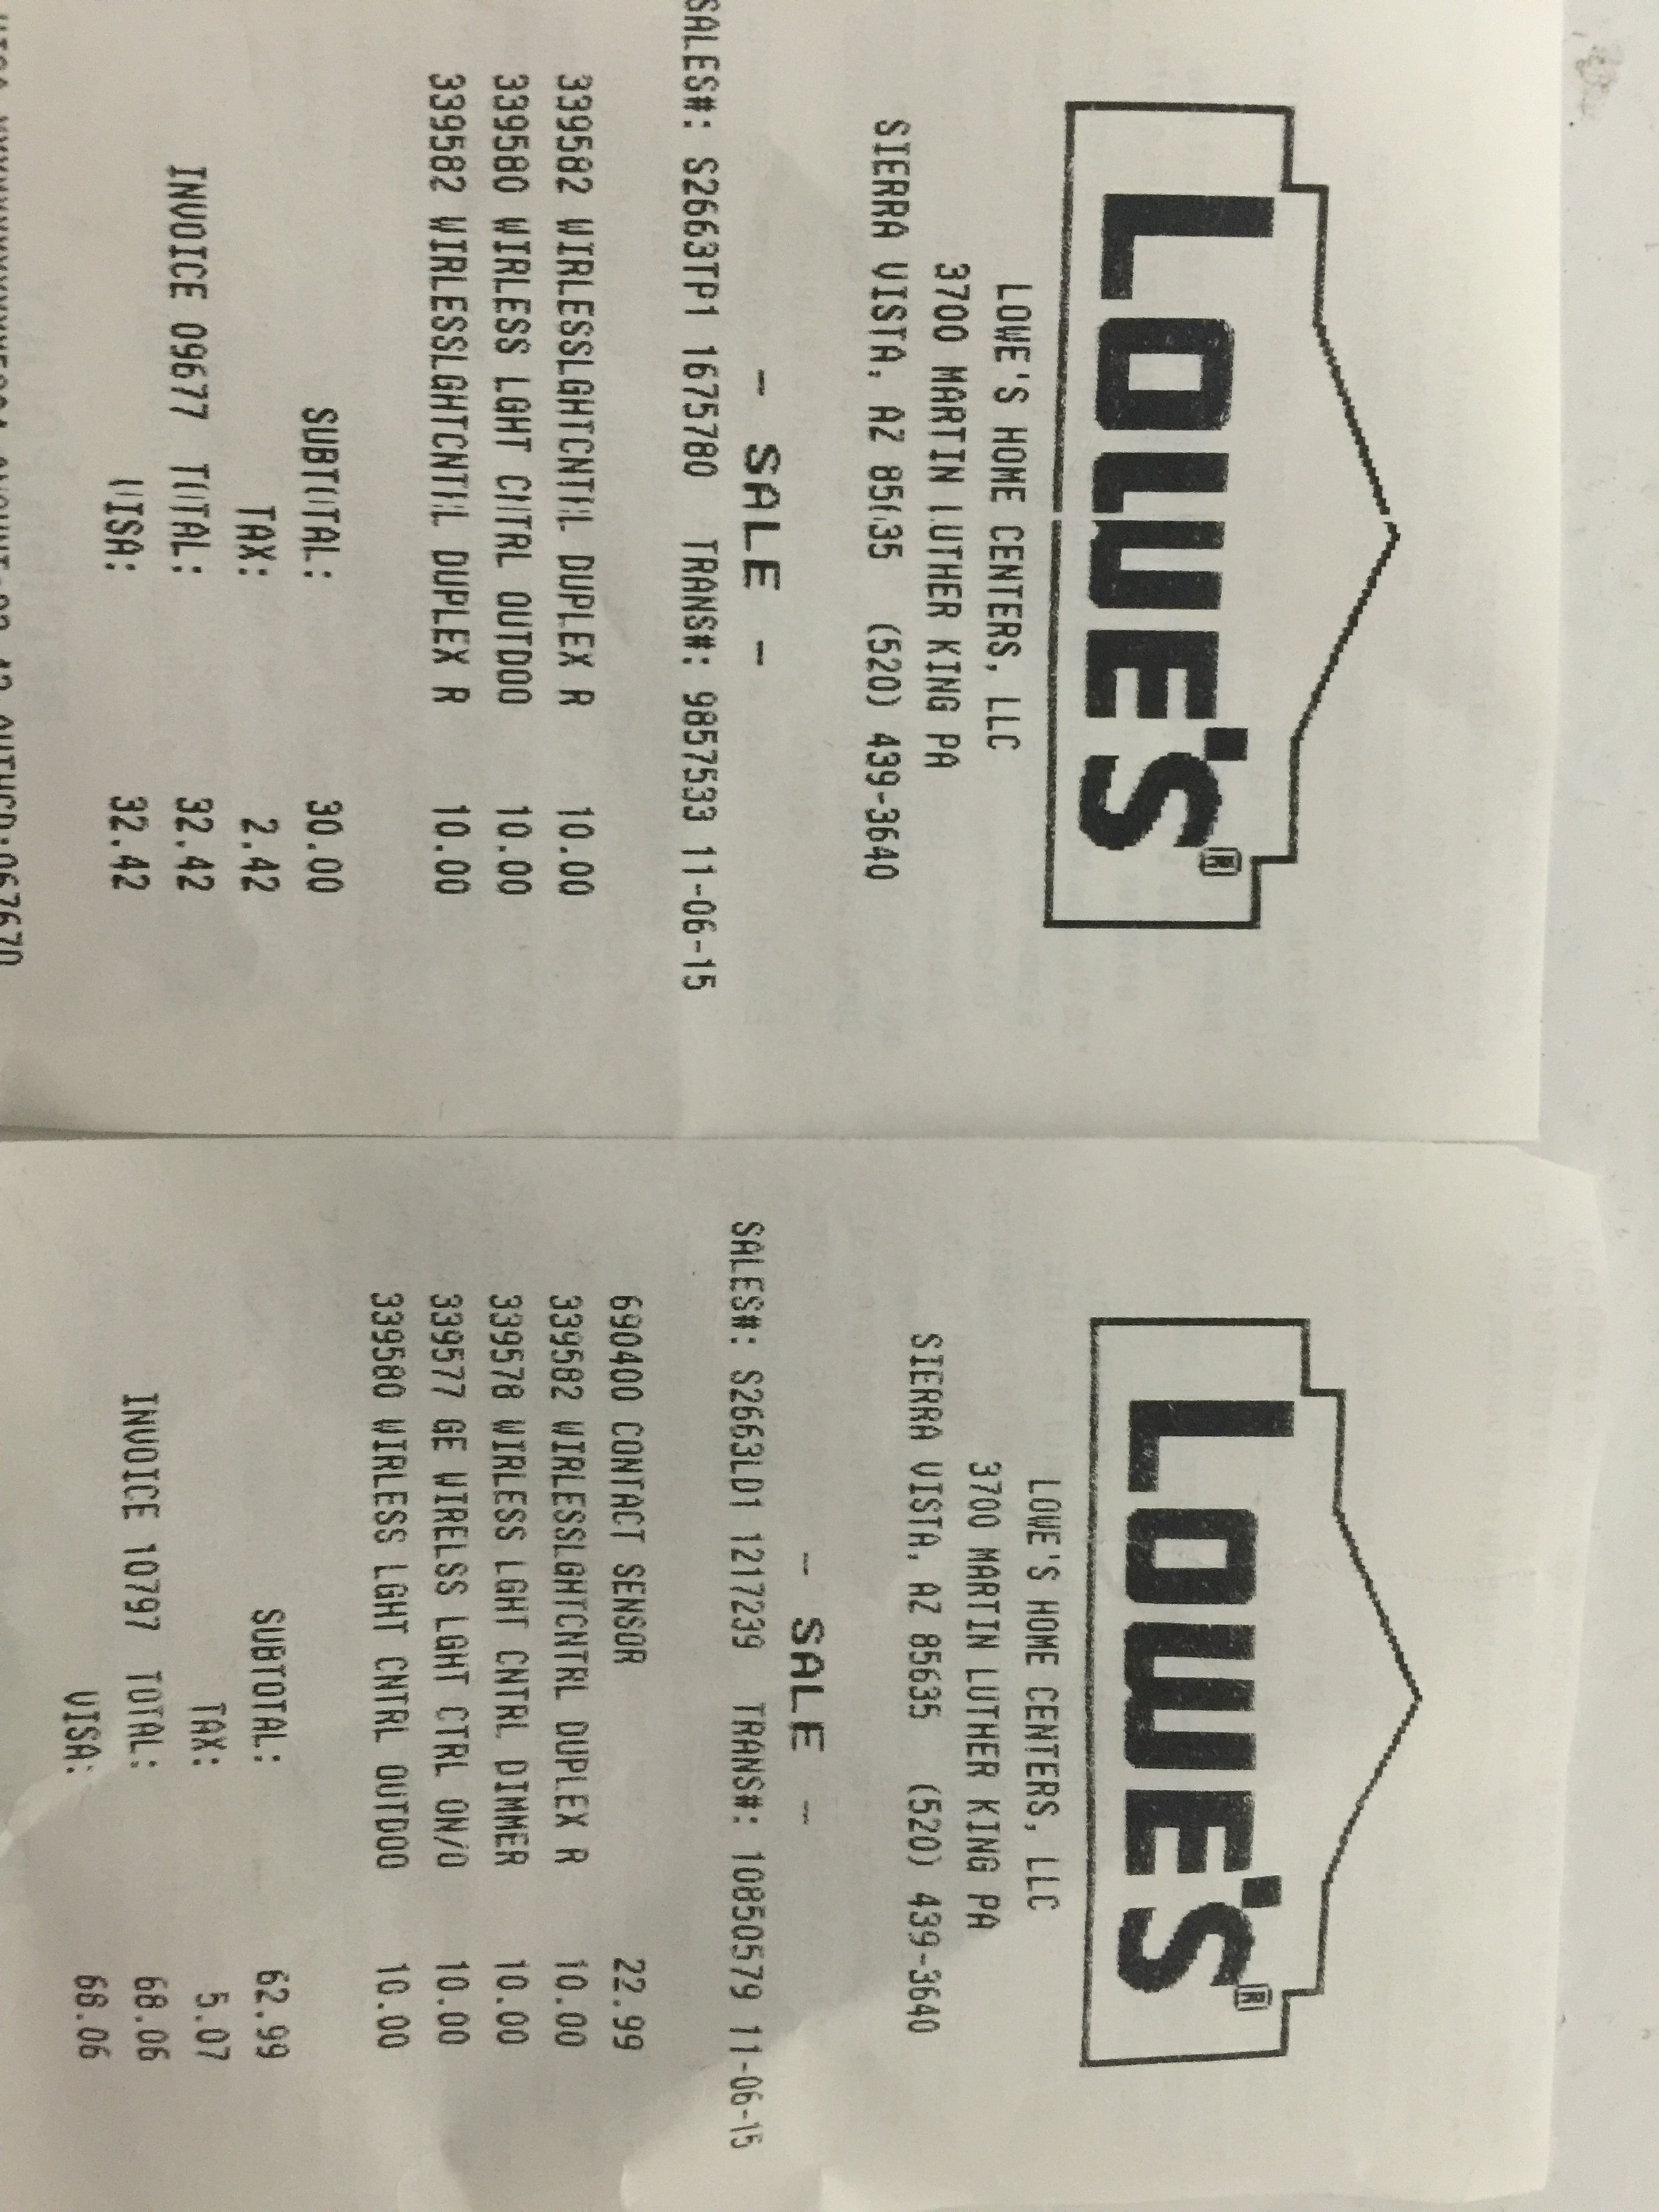 LOWE'S®
LOWE'S HOME CENTERS, LLC
3700 MARTIN LUTHER KING PA
SIERRA VISTA, AZ 85635 (520) 439-3640
- SALE -
SALES#: S2663TP1 1675780 TRANS#: 9857533 11-06-15
339582 WIRLESSLGHTCNTRL DUPLEX R 10.00
339580 WIRLESS LGHT CNTRL OUTDOO 10.00
339582 WIRLESSLGHTCNTRL DUPLEX R 10.00
SUBTOTAL: 30.00
TAX: 2.42
INVOICE 09677 TOTAL: 32.42
VISA: 32.42
LOWE'S®
LOWE'S HOME CENTERS, LLC
3700 MARTIN LUTHER KING PA
SIERRA VISTA, AZ 85635 (520) 439-3640
- SALE -
SALES#: S2663LD1 1217239 TRANS#: 10850579 11-06-15
690400 CONTACT SENSOR 22.99
339582 WIRLESSLGHTCNTRL DUPLEX R 10.00
339578 WIRLESS LGHT CNTRL DIMMER 10.00
339577 GE WIRELSS LGHT CTRL ON/O 10.00
339580 WIRLESS LGHT CNTRL OUTDOO 10.00
SUBTOTAL: 62.99
TAX: 5.07
INVOICE 10797 TOTAL: 68.06
VISA: 68.06